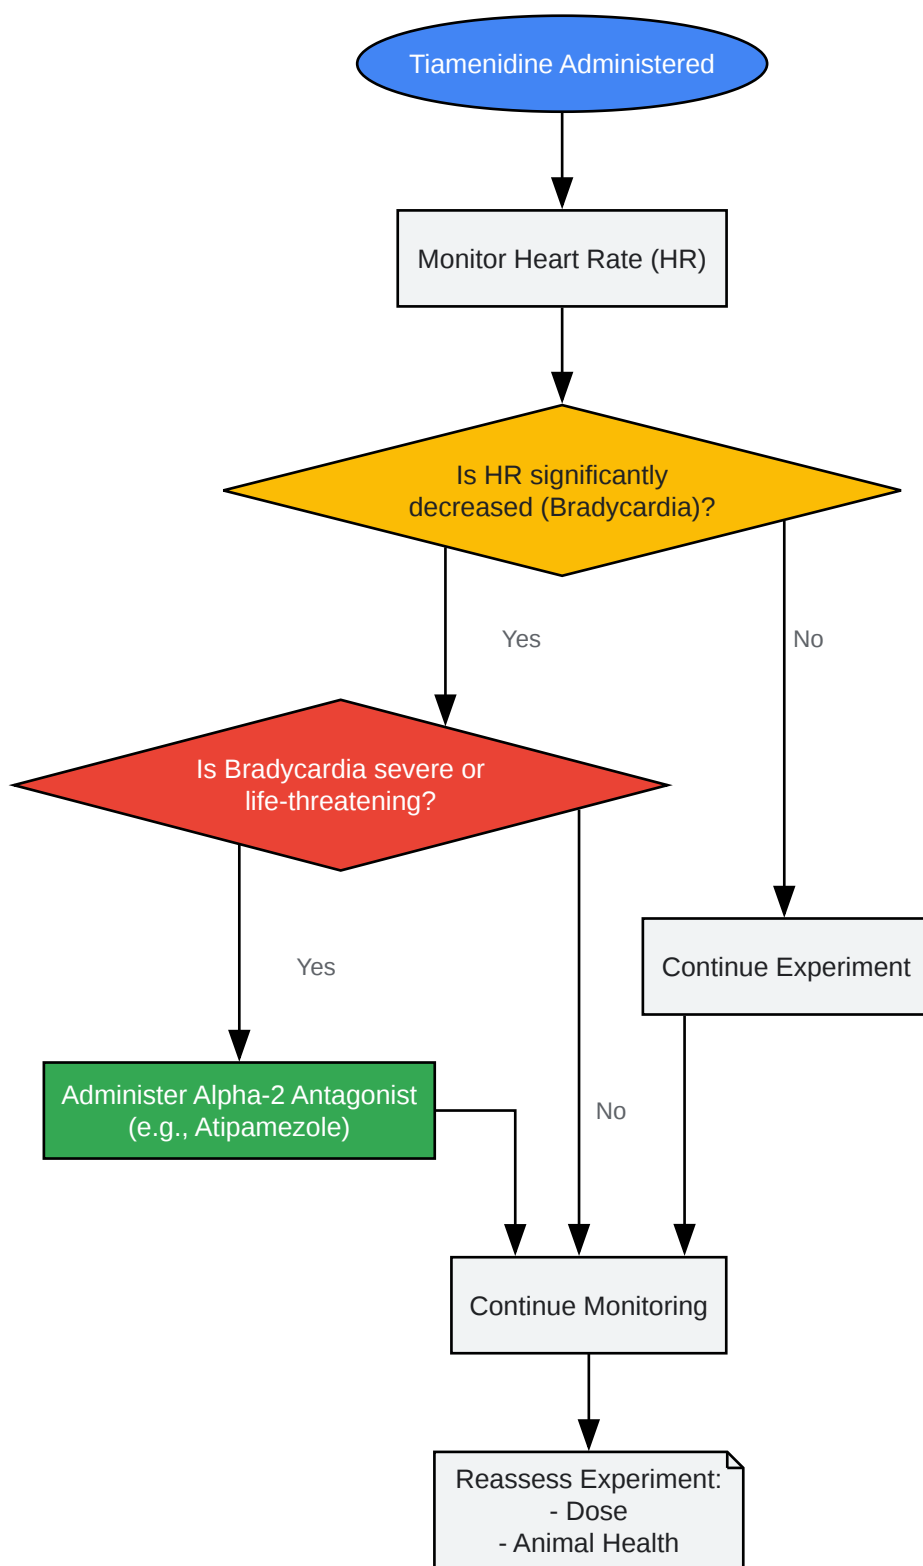 Tiamenidine Administered
Monitor Heart Rate (HR)
Is HR significantly
decreased (Bradycardia)?
Yes
No
Is Bradycardia severe or
life-threatening?
Yes
Continue Experiment
Administer Alpha-2 Antagonist
(e.g., Atipamezole)
No
Continue Monitoring
Reassess Experiment:
- Dose
- Animal Health